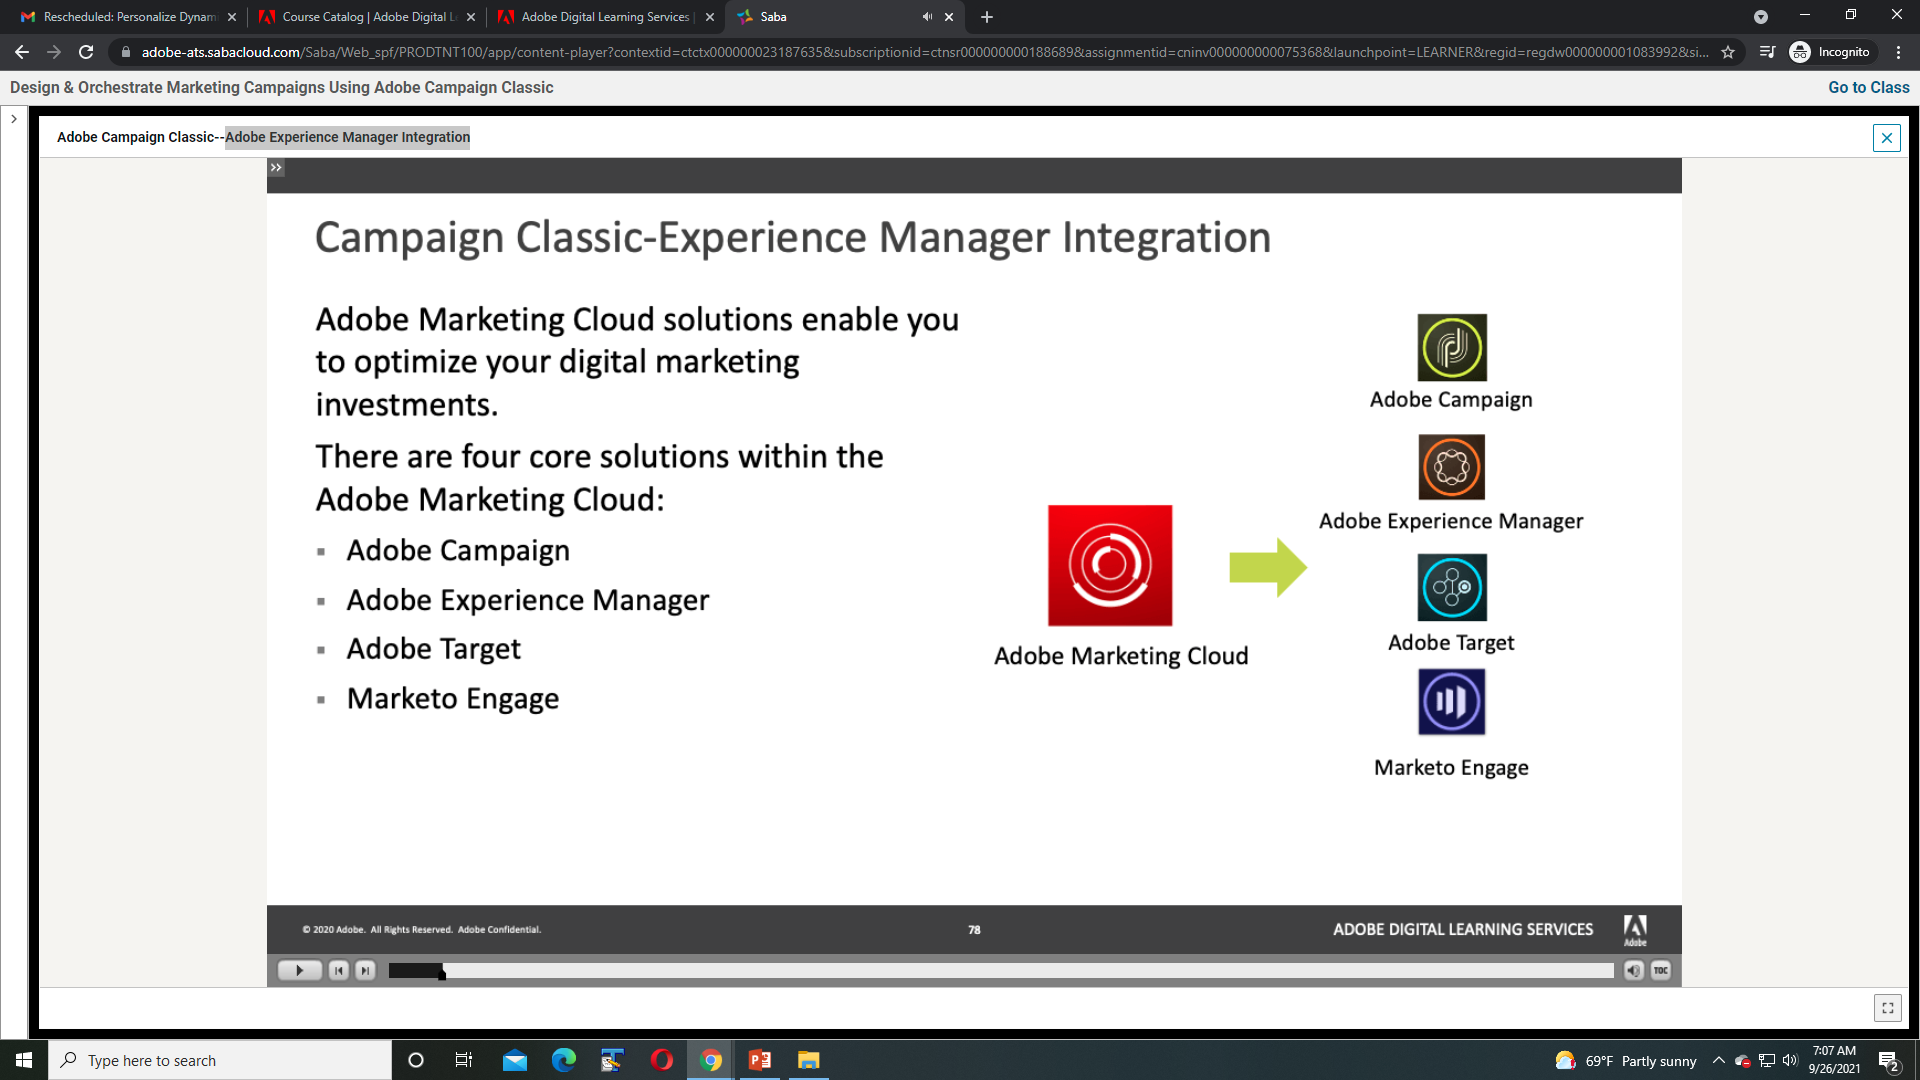 Rescheduled: Personalize Dynam
Course Catalog | Adobe Digital L
Adobe Digital Learning Services |
Saba
adobe-ats.sabacloud.com/Saba/Web_spf/PRODTNT100/app/content-player?contextid=ctctx000000023187635&subscriptionid=ctnsr0000000000188689&assignmentid=cninv000000000075368&launchpoint=LEARNER&regid=regdw000000001083992&si...
Incognito
Design & Orchestrate Marketing Campaigns Using Adobe Campaign Classic
Go to Class
Adobe Campaign Classic--Adobe Experience Manager Integration
Campaign Classic-Experience Manager Integration
Adobe Marketing Cloud solutions enable you
to optimize your digital marketing
investments.
There are four core solutions within the
Adobe Marketing Cloud:
▪ Adobe Campaign
▪ Adobe Experience Manager
▪ Adobe Target
▪ Marketo Engage
Adobe Marketing Cloud
Adobe Campaign
Adobe Experience Manager
Adobe Target
Marketo Engage
© 2020 Adobe. All Rights Reserved. Adobe Confidential.
78
ADOBE DIGITAL LEARNING SERVICES
Adobe
TOC
Type here to search
69°F Partly sunny
7:07 AM
9/26/2021
2